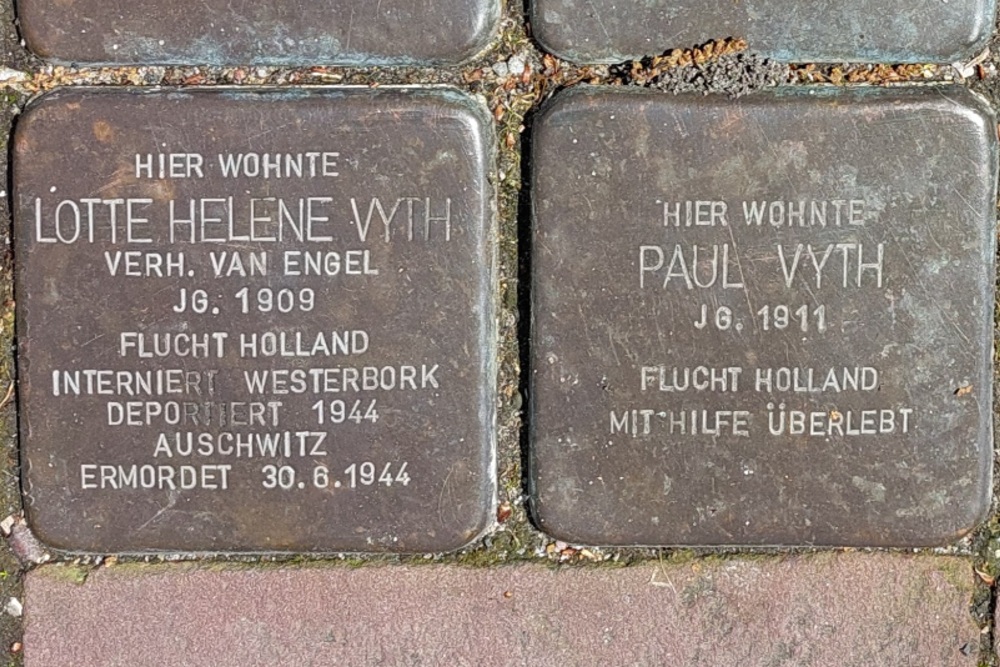 HIER WOHNTE
LOTTE HELENE VYTH
VERH. VAN ENGEL
JG. 1909
FLUCHT HOLLAND
INTERNIERT WESTERBORK
DEPORTIERT 1944
AUSCHWITZ
ERMORDET 30.6.1944
HIER WOHNTE
PAUL VYTH
JG. 1911
FLUCHT HOLLAND
MIT HILFE ÜBERLEBT